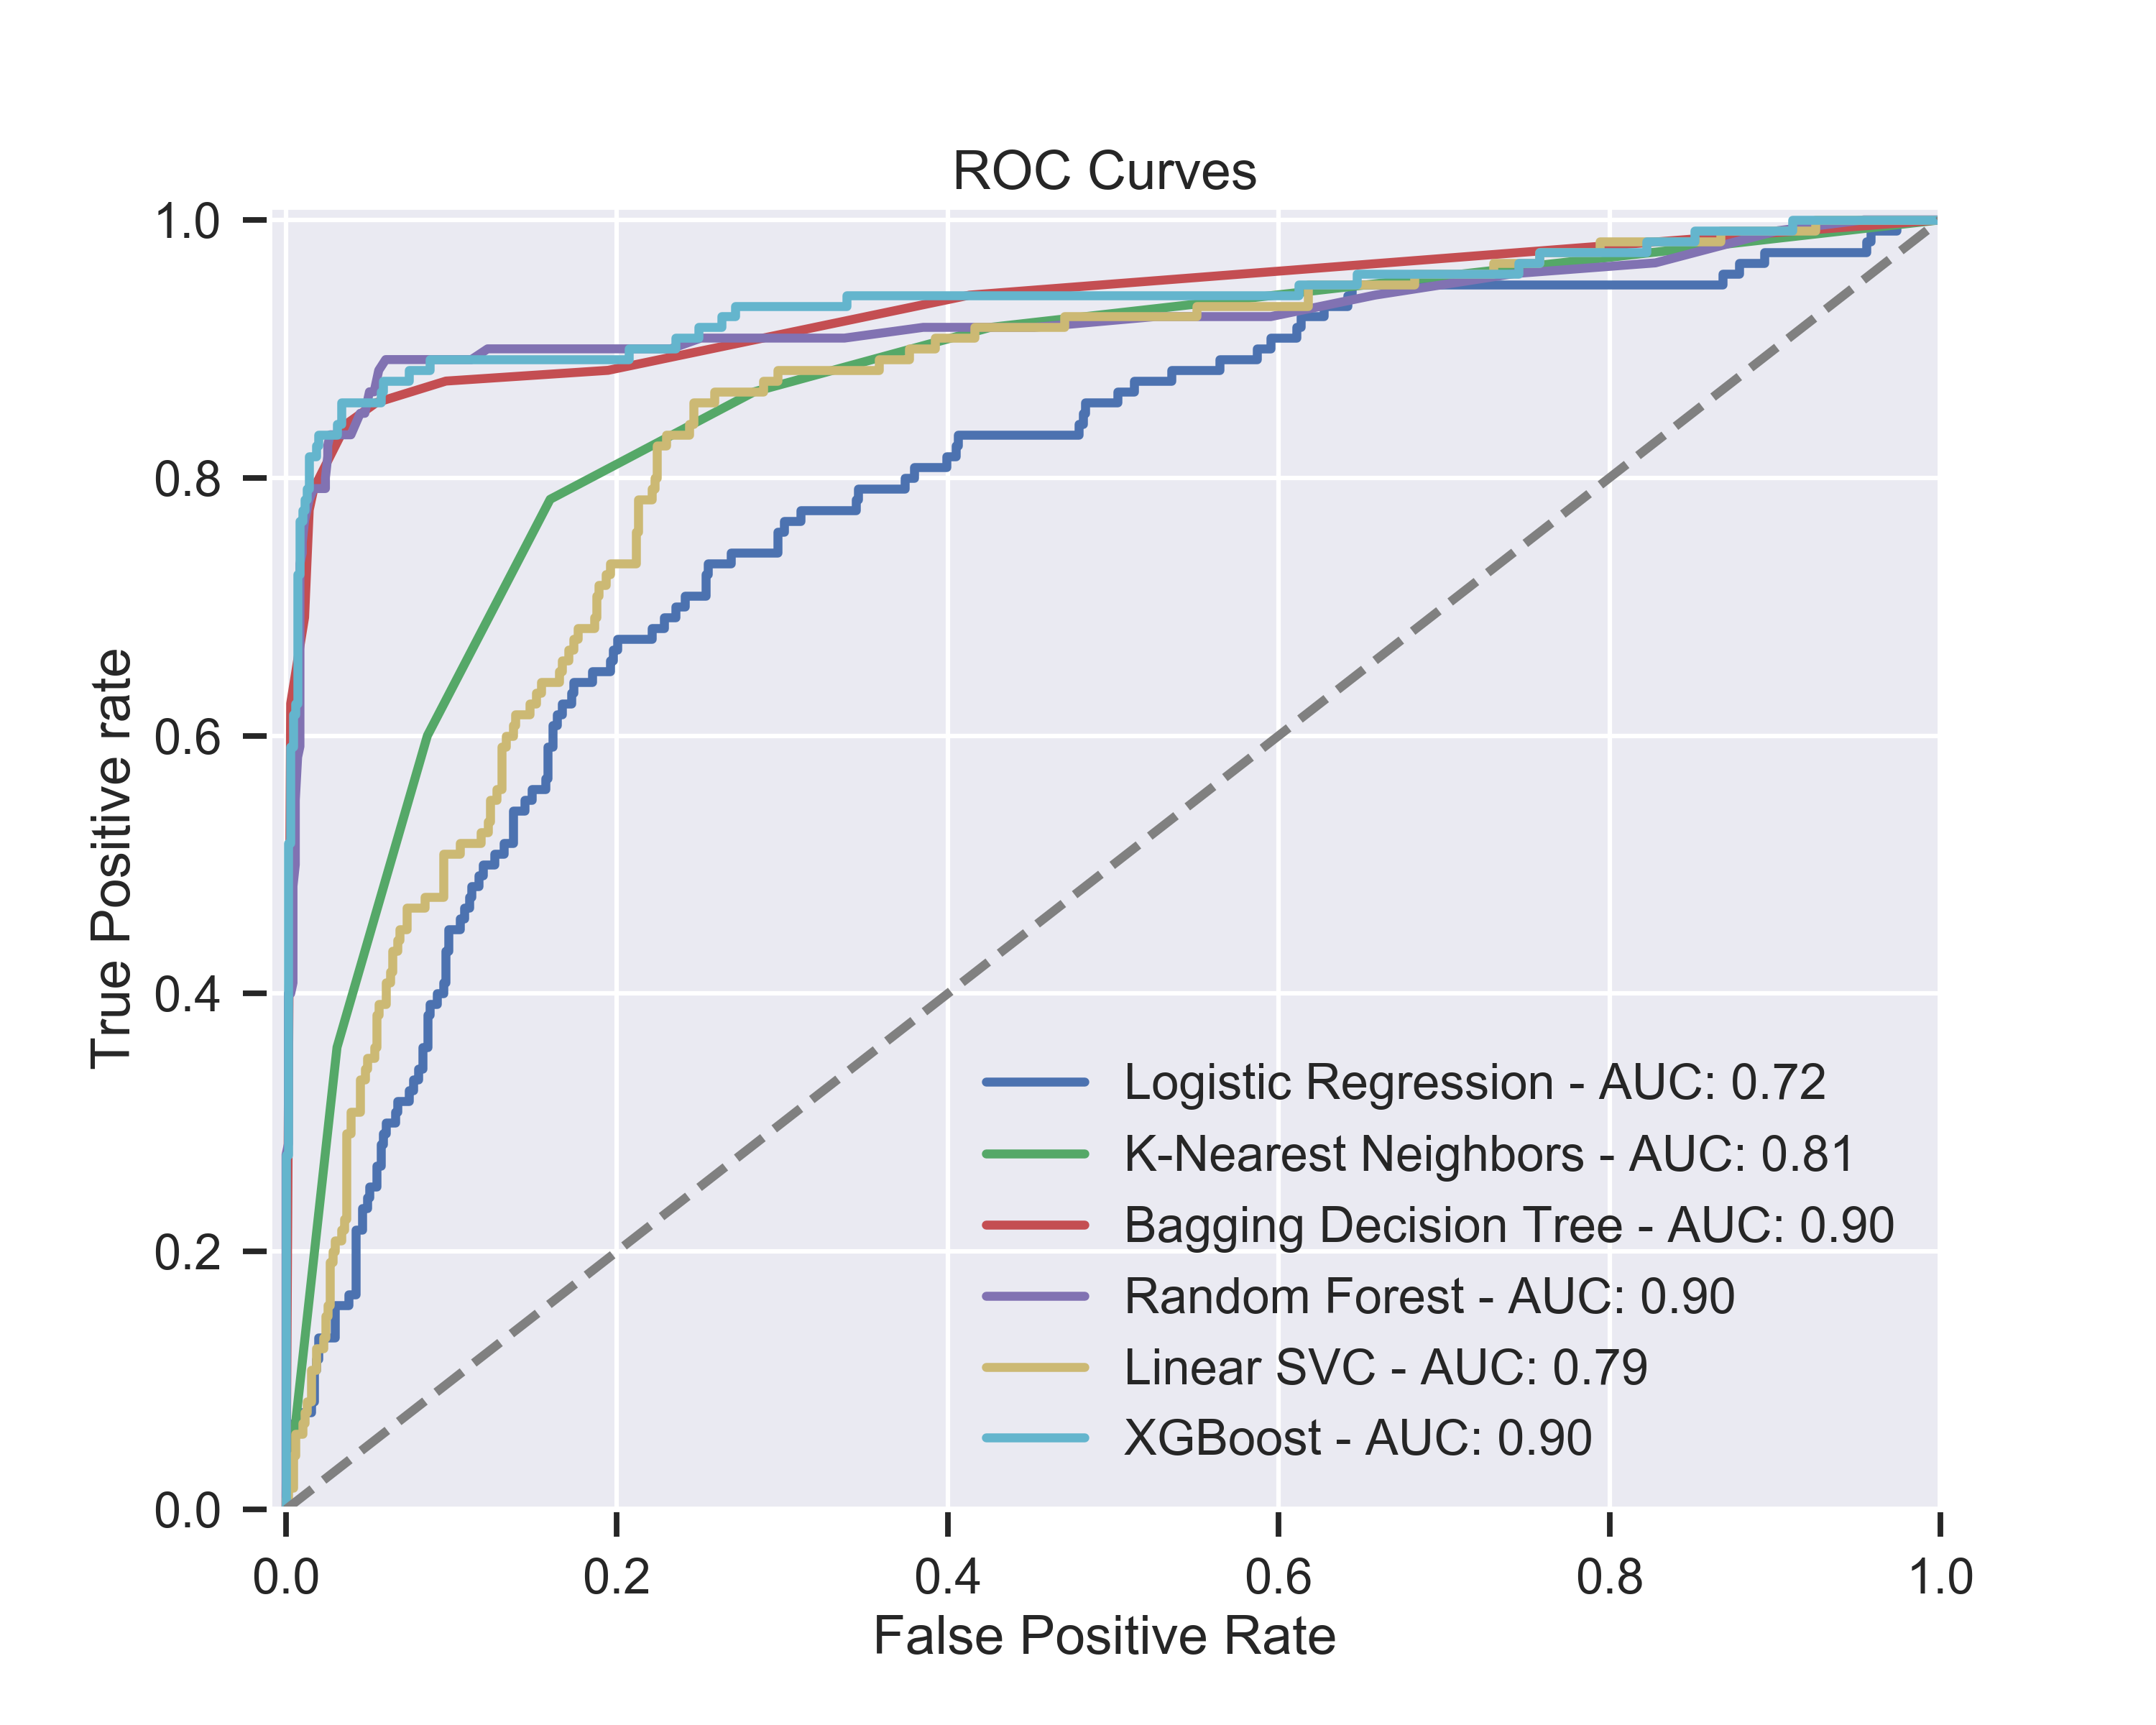 ROC Curves
1.0
0.8
0.6
0.4
0.2
0.0
True Positive rate
Logistic Regression - AUC: 0.72
K-Nearest Neighbors - AUC: 0.81
Bagging Decision Tree - AUC: 0.90
Random Forest - AUC: 0.90
Linear SVC - AUC: 0.79
XGBoost - AUC: 0.90
0.0 0.2 0.4 0.6 0.8 1.0
False Positive Rate